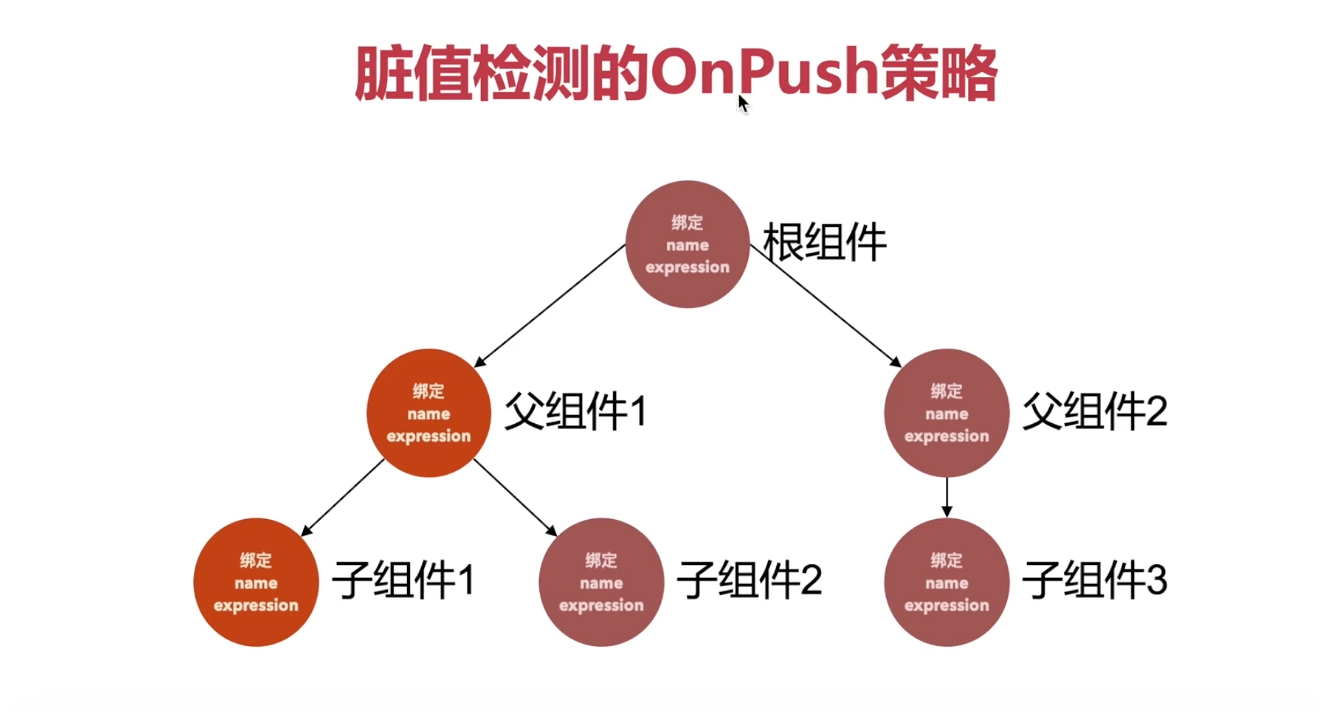 脏值检测的OnPush策略
绑定
name
expression
根组件
绑定
name
expression
父组件1
绑定
name
expression
父组件2
绑定
name
expression
子组件1
绑定
name
expression
子组件2
绑定
name
expression
子组件3